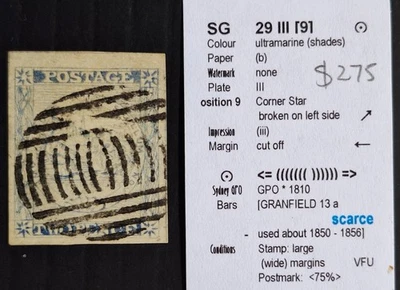 POSTAGE
SG 29 III [9]
Colour ultramarine (shades)
Paper (b)
Watermark none
$275
Plate III
osition 9 Corner Star
broken on left side
Impression (iii)
Margin cut off
<= ((((((( )))))) =>
Sydney GPO GPO * 1810
Bars [GRANFIELD 13 a
scarce
- used about 1850 - 1856]
Conditions Stamp: large
(wide) margins VFU
Postmark: <75%>